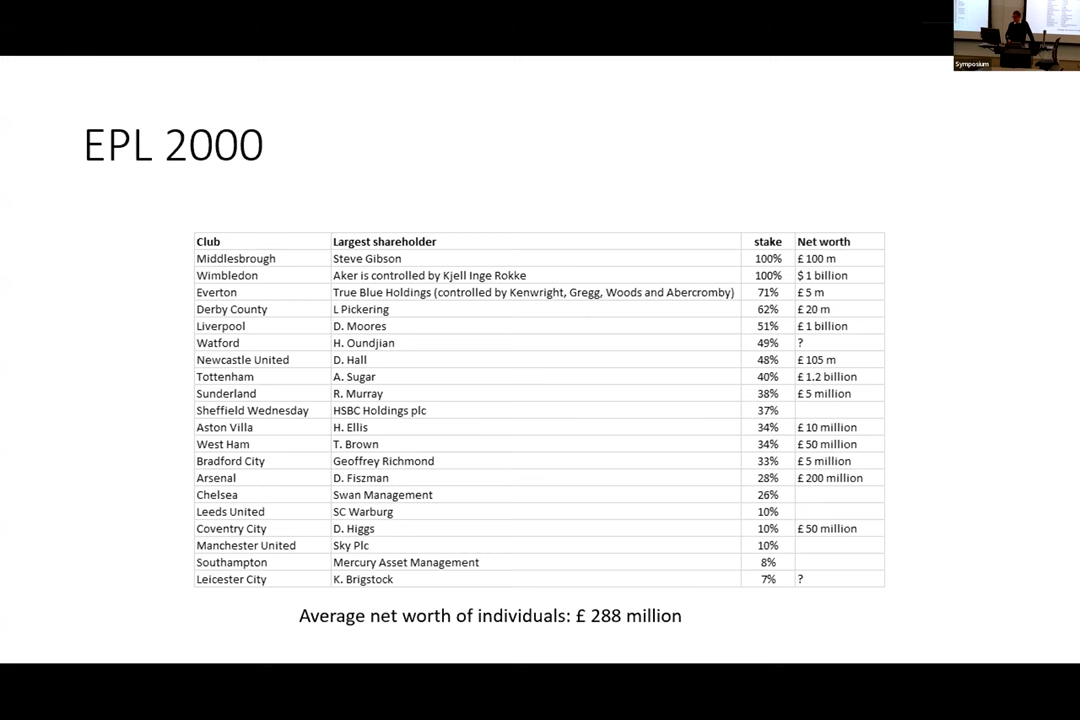 Symposium
EPL 2000
Club Largest shareholder stake Net worth
Middlesbrough Steve Gibson 100% £ 100 m
Wimbledon Aker is controlled by Kjell Inge Rokke 100% $ 1 billion
Everton True Blue Holdings (controlled by Kenwright, Gregg, Woods and Abercromby) 71% £ 5 m
Derby County L Pickering 62% £ 20 m
Liverpool D. Moores 51% £ 1 billion
Watford H. Oundjian 49% ?
Newcastle United D. Hall 48% £ 105 m
Tottenham A. Sugar 40% £ 1.2 billion
Sunderland R. Murray 38% £ 5 million
Sheffield Wednesday HSBC Holdings plc 37%
Aston Villa H. Ellis 34% £ 10 million
West Ham T. Brown 34% £ 50 million
Bradford City Geoffrey Richmond 33% £ 5 million
Arsenal D. Fiszman 28% £ 200 million
Chelsea Swan Management 26%
Leeds United SC Warburg 10%
Coventry City D. Higgs 10% £ 50 million
Manchester United Sky Plc 10%
Southampton Mercury Asset Management 8%
Leicester City K. Brigstock 7% ?
Average net worth of individuals: £ 288 million